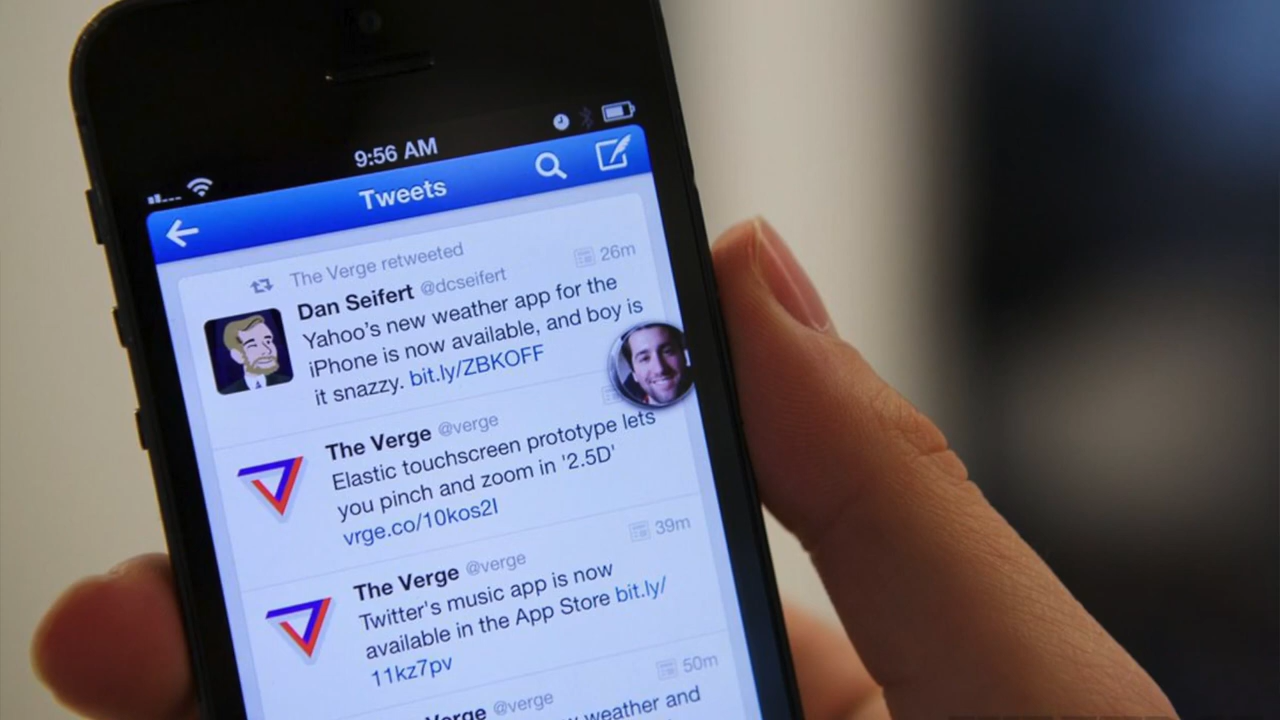 9:56 AM
Tweets
The Verge retweeted
26m
Dan Seifert @dcseifert
Yahoo's new weather app for the
iPhone is now available, and boy is
it snazzy. bit.ly/ZBKOFF
The Verge @verge
Elastic touchscreen prototype lets
you pinch and zoom in '2.5D'
vrge.co/10kos2l
39m
The Verge @verge
Twitter's music app is now
available in the App Store bit.ly/
11kz7pv
50m
Verge @verge
weather and